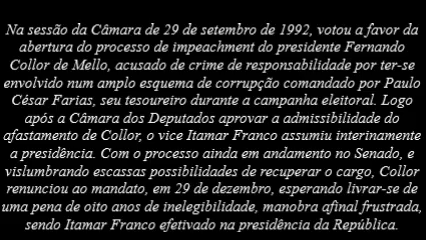 Na sessão da Câmara de 29 de setembro de 1992, votou a favor da
abertura do processo de impeachment do presidente Fernando
Collor de Mello, acusado de crime de responsabilidade por ter-se
envolvido num amplo esquema de corrupção comandado por Paulo
César Farias, seu tesoureiro durante a campanha eleitoral. Logo
após a Câmara dos Deputados aprovar a admissibilidade do
afastamento de Collor, o vice Itamar Franco assumiu interinamente
a presidência. Com o processo ainda em andamento no Senado, e
vislumbrando escassas possibilidades de recuperar o cargo, Collor
renunciou ao mandato, em 29 de dezembro, esperando livrar-se de
uma pena de oito anos de inelegibilidade, manobra afinal frustrada,
sendo Itamar Franco efetivado na presidência da República.